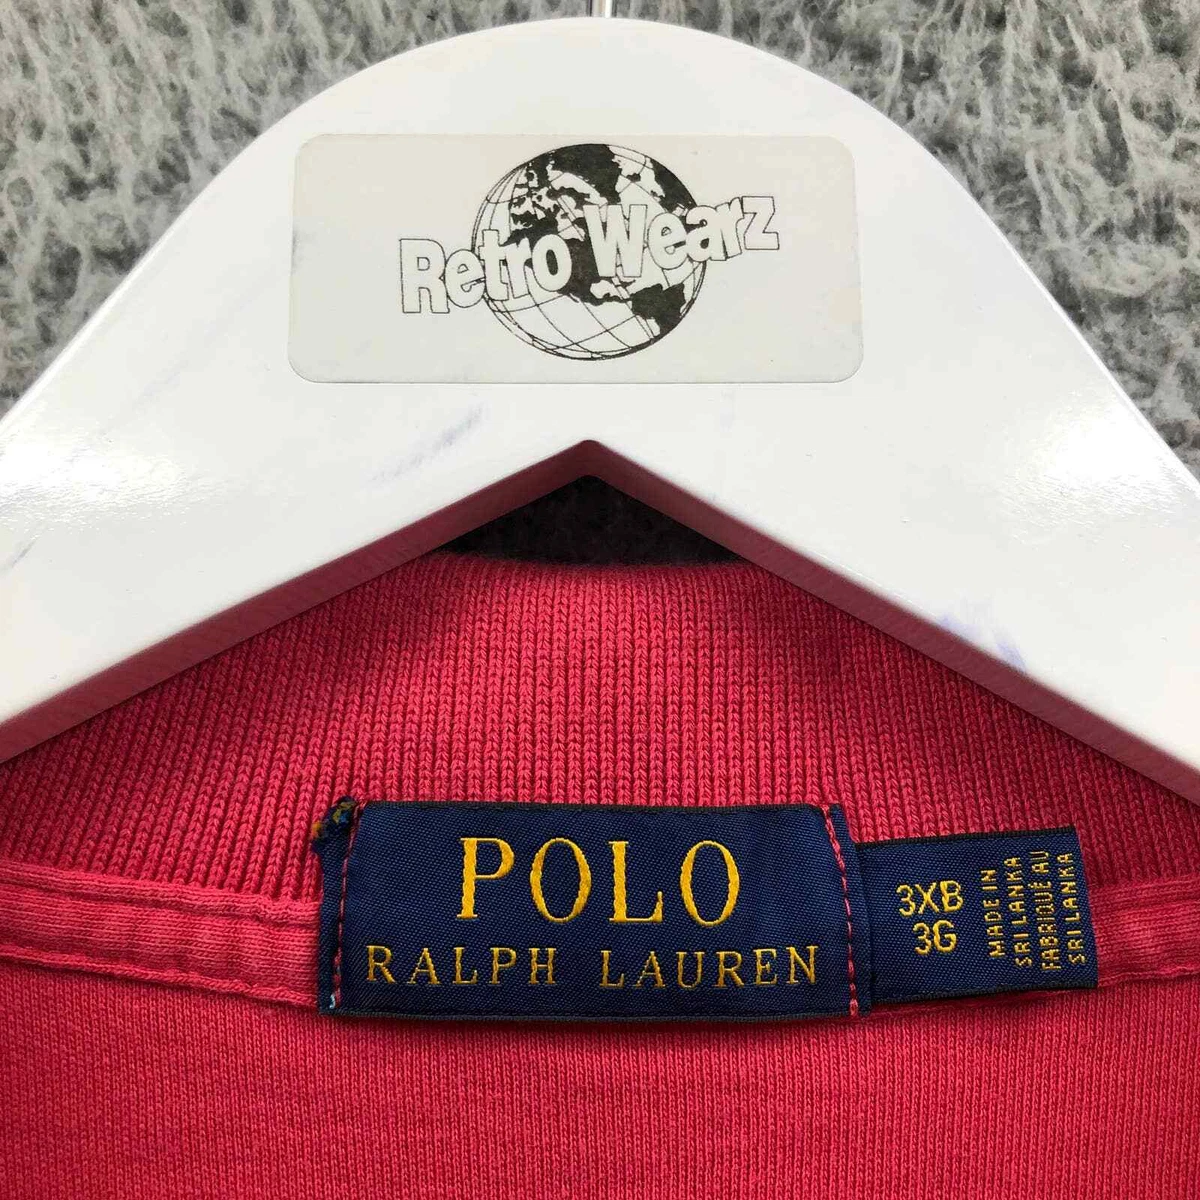 Retro Wearz
POLO
RALPH LAUREN
3XB
3G
MADE IN
SRI LANKA
FABRIQUÉ AU
SRI LANKA